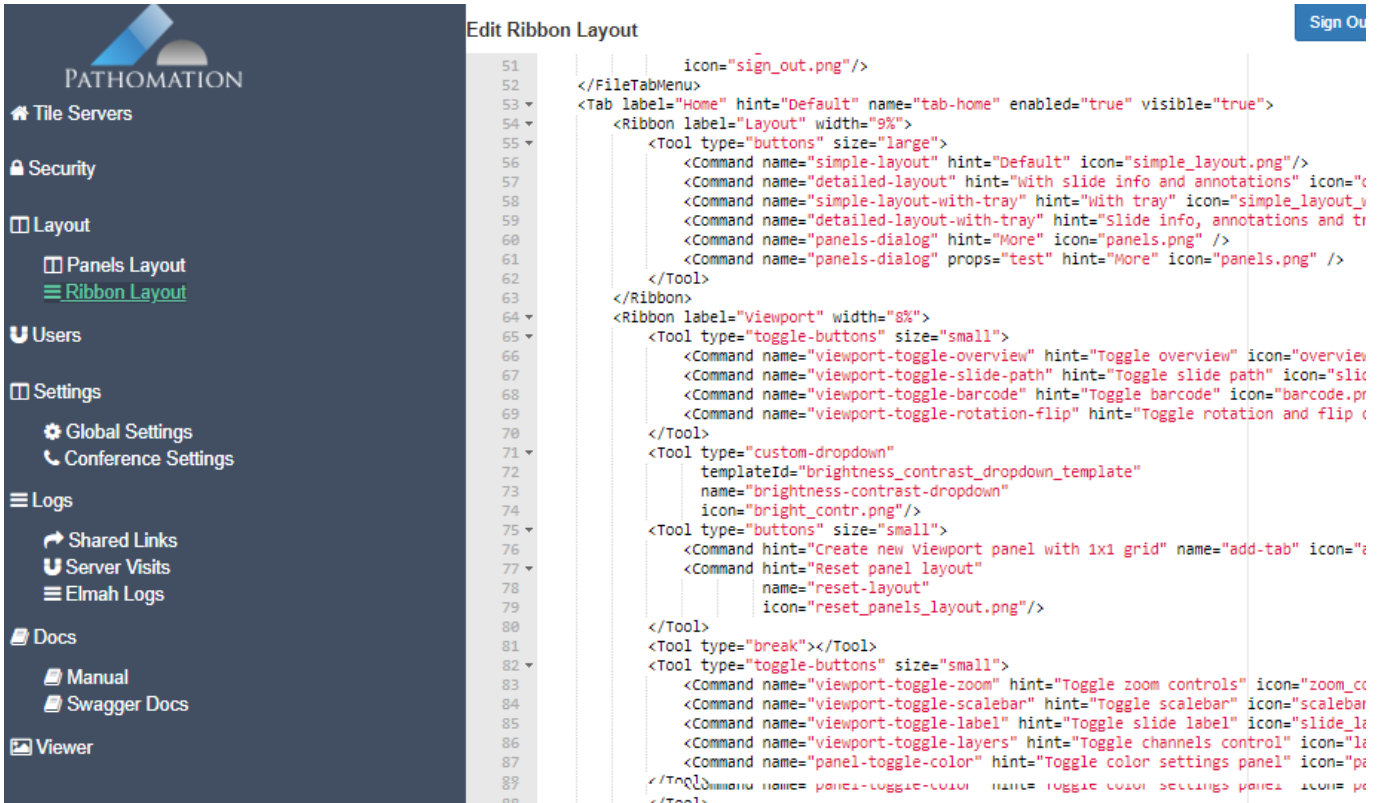 PATHOMATION
Tile Servers
Security
Layout
Panels Layout
Ribbon Layout
Users
Settings
Global Settings
Conference Settings
Logs
Shared Links
Server Visits
Elmah Logs
Docs
Manual
Swagger Docs
Viewer
Edit Ribbon Layout
Sign Ou
51 icon="sign_out.png"/>
52 </FileTabMenu>
53 <Tab label="Home" hint="Default" name="tab-home" enabled="true" visible="true">
54 <Ribbon label="Layout" width="9%">
55 <Tool type="buttons" size="large">
56 <Command name="simple-layout" hint="Default" icon="simple_layout.png"/>
57 <Command name="detailed-layout" hint="With slide info and annotations" icon="d
58 <Command name="simple-layout-with-tray" hint="With tray" icon="simple_layout_w
59 <Command name="detailed-layout-with-tray" hint="Slide info, annotations and tr
60 <Command name="panels-dialog" hint="More" icon="panels.png" />
61 <Command name="panels-dialog" props="test" hint="More" icon="panels.png" />
62 </Tool>
63 </Ribbon>
64 <Ribbon label="Viewport" width="8%">
65 <Tool type="toggle-buttons" size="small">
66 <Command name="viewport-toggle-overview" hint="Toggle overview" icon="overview
67 <Command name="viewport-toggle-slide-path" hint="Toggle slide path" icon="slid
68 <Command name="viewport-toggle-barcode" hint="Toggle barcode" icon="barcode.pn
69 <Command name="viewport-toggle-rotation-flip" hint="Toggle rotation and flip c
70 </Tool>
71 <Tool type="custom-dropdown"
72 templateId="brightness_contrast_dropdown_template"
73 name="brightness-contrast-dropdown"
74 icon="bright_contr.png"/>
75 <Tool type="buttons" size="small">
76 <Command hint="Create new Viewport panel with 1x1 grid" name="add-tab" icon="a
77 <Command hint="Reset panel layout"
78 name="reset-layout"
79 icon="reset_panels_layout.png"/>
80 </Tool>
81 <Tool type="break"></Tool>
82 <Tool type="toggle-buttons" size="small">
83 <Command name="viewport-toggle-zoom" hint="Toggle zoom controls" icon="zoom_co
84 <Command name="viewport-toggle-scalebar" hint="Toggle scalebar" icon="scalebar
85 <Command name="viewport-toggle-label" hint="Toggle slide label" icon="slide_la
86 <Command name="viewport-toggle-layers" hint="Toggle channels control" icon="la
87 <Command name="panel-toggle-color" hint="Toggle color settings panel" icon="pa